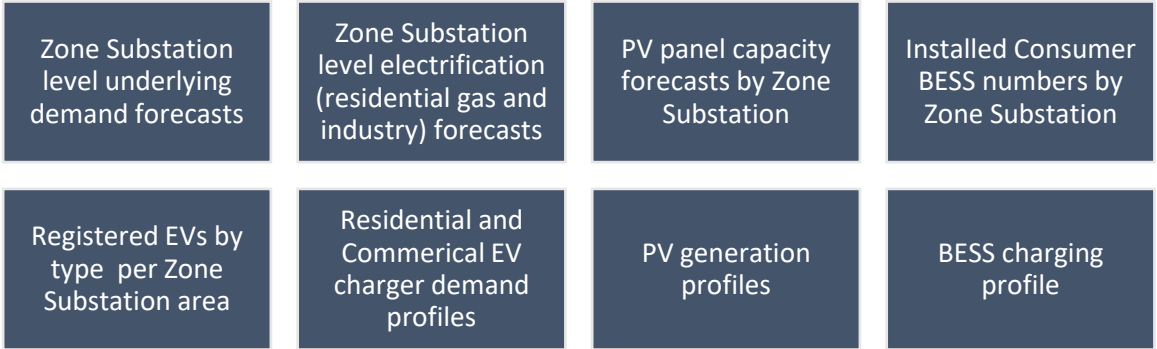 Zone Substation
level underlying
demand forecasts
Zone Substation
level electrification
(residential gas and
industry) forecasts
PV panel capacity
forecasts by Zone
Substation
Installed Consumer
BESS numbers by
Zone Substation
Registered EVs by
type  per Zone
Substation area
Residential and
Commerical EV
charger demand
profiles
PV generation
profiles
BESS charging
profile